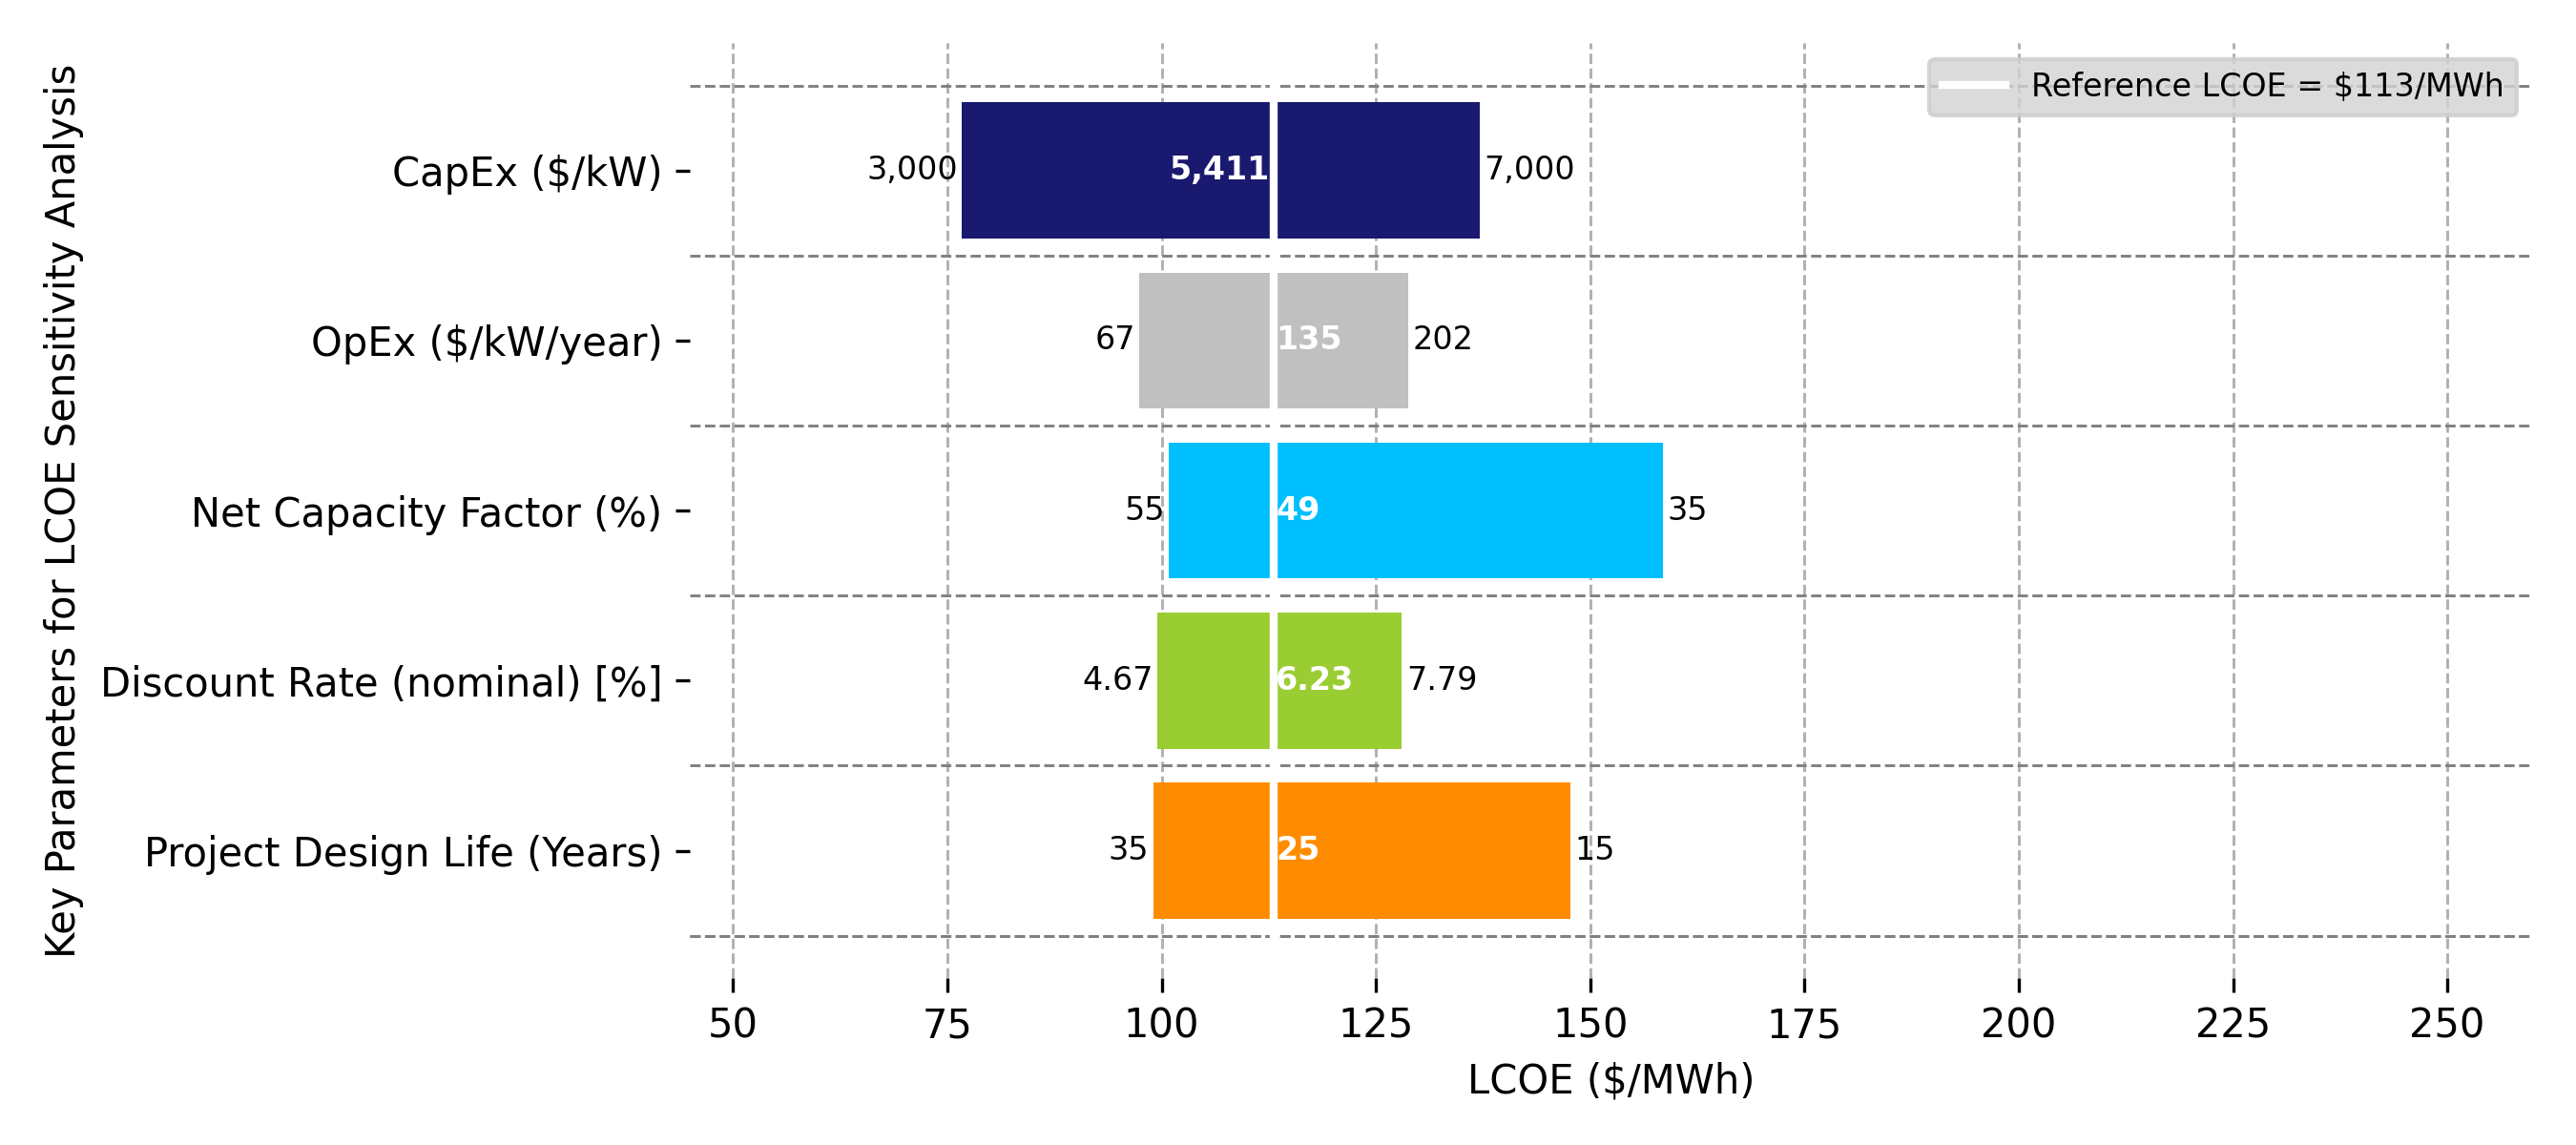 Key Parameters for LCOE Sensitivity Analysis
Reference LCOE = $113/MWh
CapEx ($/kW)
3,000
5,411
7,000
OpEx ($/kW/year)
67
135
202
Net Capacity Factor (%)
55
49
35
Discount Rate (nominal) [%]
4.67
6.23
7.79
Project Design Life (Years)
35
25
15
50 75 100 125 150 175 200 225 250
LCOE ($/MWh)